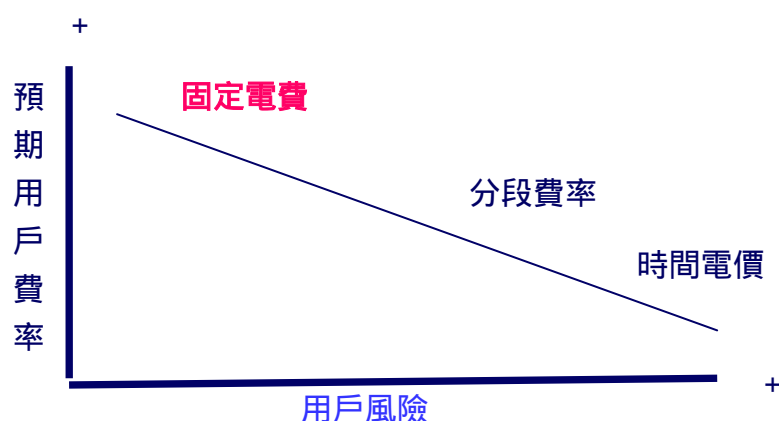 +
固定電費
預期用戶費率
分段費率
時間電價
+
用戶風險